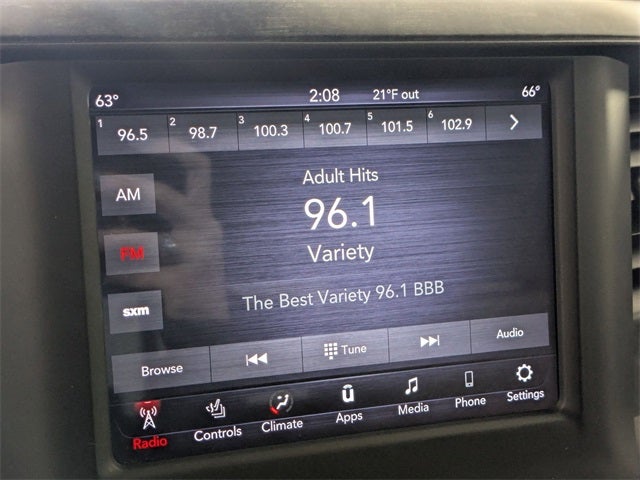 63° 2:08 21°F out 66°
1 96.5 2 98.7 3 100.3 4 100.7 5 101.5 6 102.9
Adult Hits
AM
96.1
FM
Variety
The Best Variety 96.1 BBB
sxm
Browse Tune Audio
Radio Controls Climate Apps Media Phone Settings